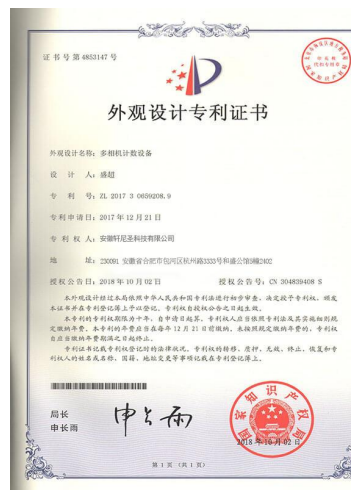 证书号第4853147号
外观设计专利证书
外观设计名称：多相机计数设备
设 计 人：盛超
专 利 号：ZL 2017 3 0659208.9
专利申请日：2017年12月21日
专 利 权 人：安徽轩尼圣科技有限公司
地 址：230091 安徽省合肥市包河区杭州路3333号和盛公馆9幢2402
授权公告日：2018年10月02日 授权公告号：CN 304839408 S
本外观设计经过本局依照中华人民共和国专利法进行初步审查，决定授予专利权，颁发
本证书并在专利登记簿上予以登记。专利权自授权公告之日起生效。
本专利的专利权期限为十年，自申请日起算。专利权人应当依照专利法及其实施细则规
定缴纳年费。本专利的年费应当在每年12月21日前缴纳。未按照规定缴纳年费的，专利权
自应当缴纳年费期满之日起终止。
专利证书记载专利权登记时的法律状况。专利权的转移、质押、无效、终止、恢复和专
利权人的姓名或名称、国籍、地址变更等事项记载在专利登记簿上。
局长
申长雨
申长雨
国家知识产权局
2018年10月02日
第 1 页 （共 1 页）